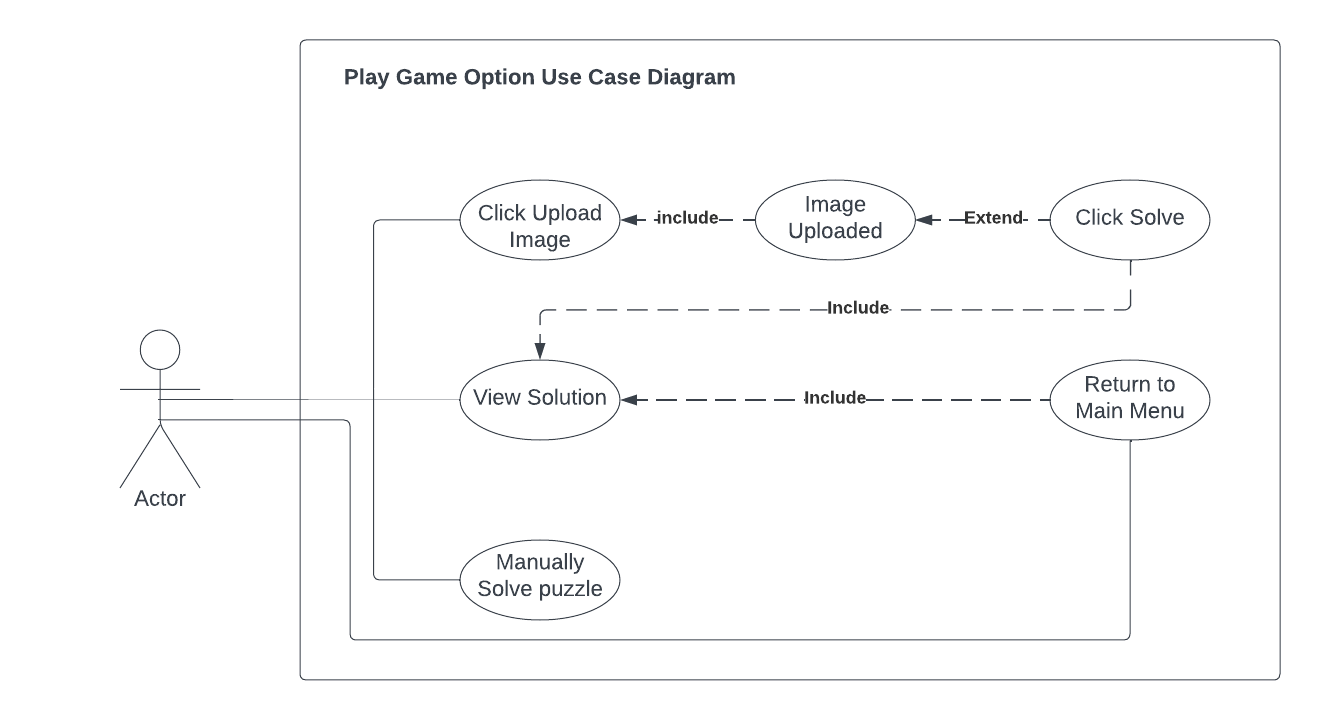 Play Game Option Use Case Diagram
Click Upload
Image
include
Image
Uploaded
Extend
Click Solve
Include
View Solution
Include
Return to
Main Menu
Actor
Manually
Solve puzzle